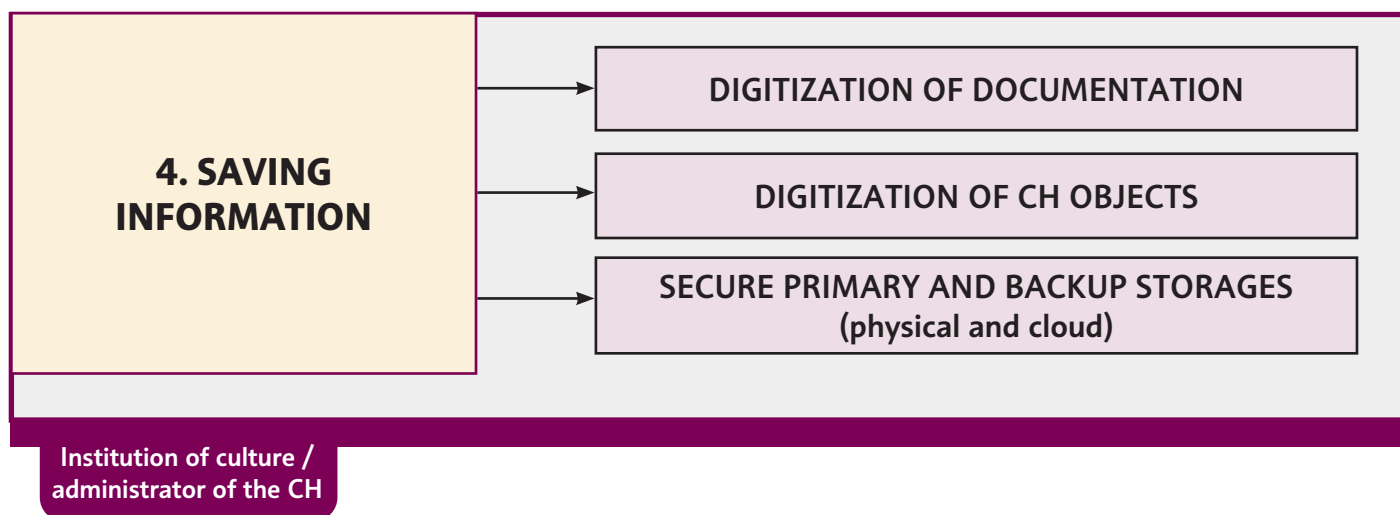 4. SAVING
INFORMATION
DIGITIZATION OF DOCUMENTATION
DIGITIZATION OF CH OBJECTS
SECURE PRIMARY AND BACKUP STORAGES
(physical and cloud)
Institution of culture /
administrator of the CH